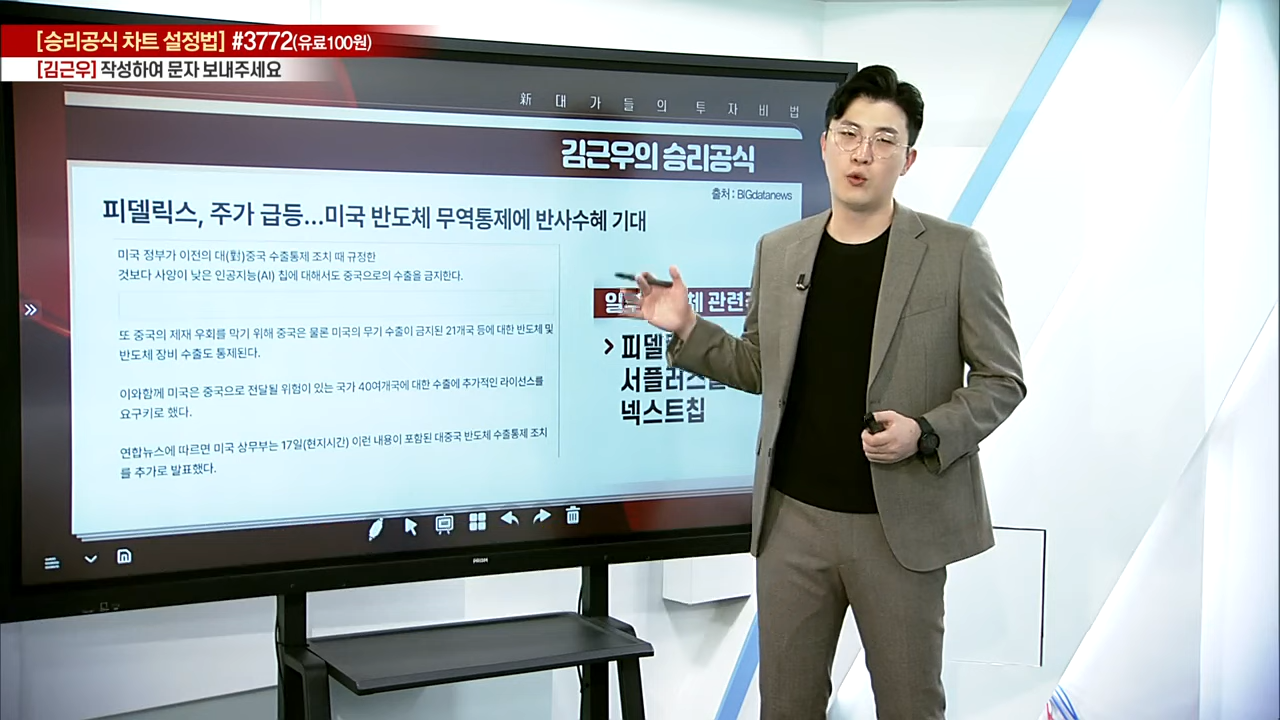 [승리공식 차트 설정법] #3772(유료100원)
[김근우] 작성하여 문자 보내주세요
新 대 가 들 의 투 자 비 법
김근우의 승리공식
출처 : BIGdatanews
피델릭스, 주가 급등...미국 반도체 무역통제에 반사수혜 기대
미국 정부가 이전의 대(對)중국 수출통제 조치 때 규정한
것보다 사양이 낮은 인공지능(AI) 칩에 대해서도 중국으로의 수출을 금지한다.
또 중국의 제재 우회를 막기 위해 중국은 물론 미국의 무기 수출이 금지된 21개국 등에 대한 반도체 및
반도체 장비 수출도 통제된다.
이와함께 미국은 중국으로 전달될 위험이 있는 국가 40여개국에 대한 수출에 추가적인 라이선스를
요구키로 했다.
연합뉴스에 따르면 미국 상무부는 17일(현지시간) 이런 내용이 포함된 대중국 반도체 수출통제 조치
를 추가로 발표했다.
체 관련
피델
서플러스
넥스트칩
PRISM